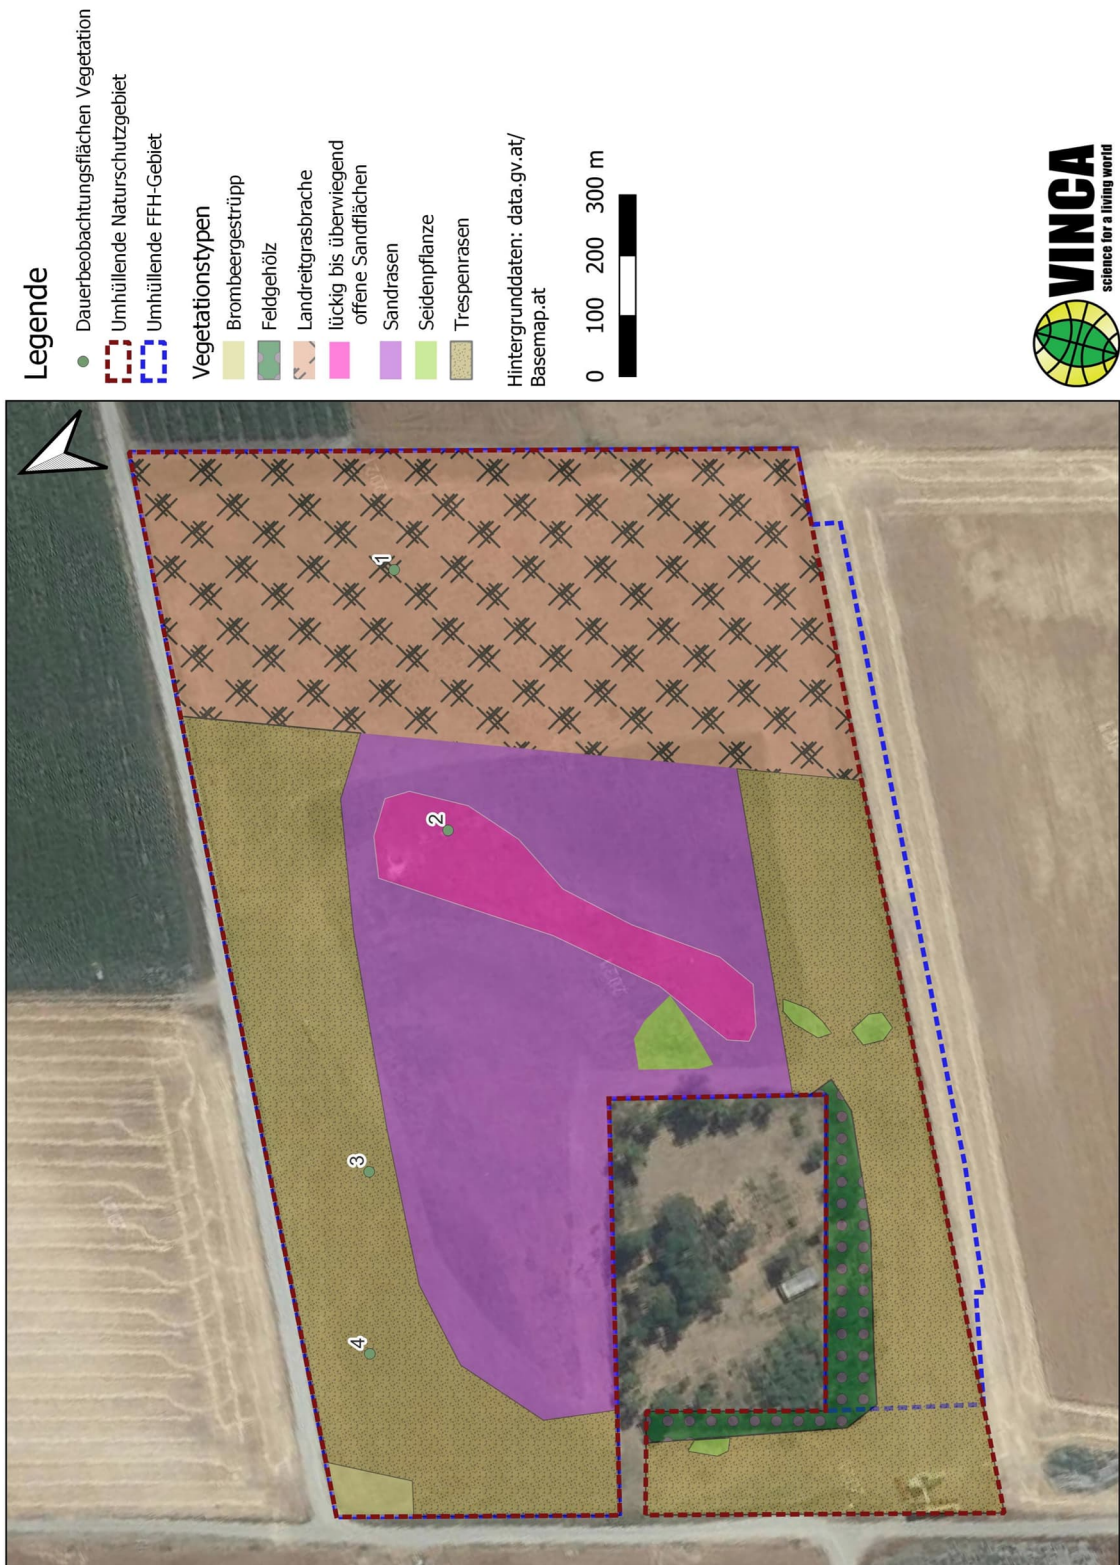 Legende
Dauerbeobachtungsflächen Vegetation
Umhüllende Naturschutzgebiet
Umhüllende FFH-Gebiet
Vegetationstypen
Brombeergestrüpp
Feldgehölz
Landreitgrasbrache
lückig bis überwiegend
offene Sandflächen
Sandrasen
Seidenpflanze
Trespenrasen
Hintergrunddaten: data.gv.at/
Basemap.at
0 100 200 300 m
VINCA
science for a living world
4
3
2
1